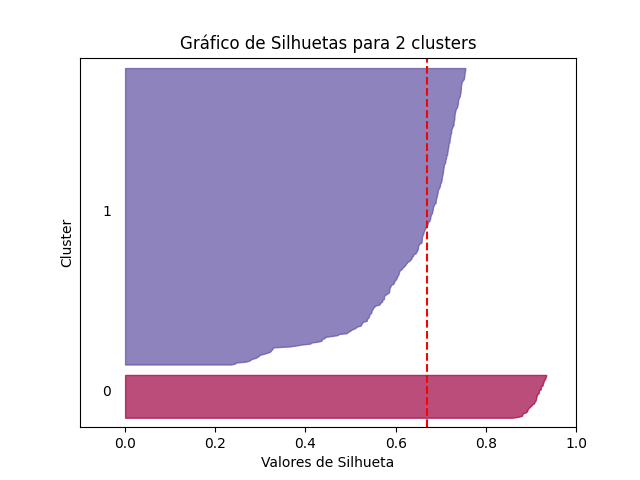 Gráfico de Silhuetas para 2 clusters
Cluster
1
0
0.0 0.2 0.4 0.6 0.8 1.0
Valores de Silhueta